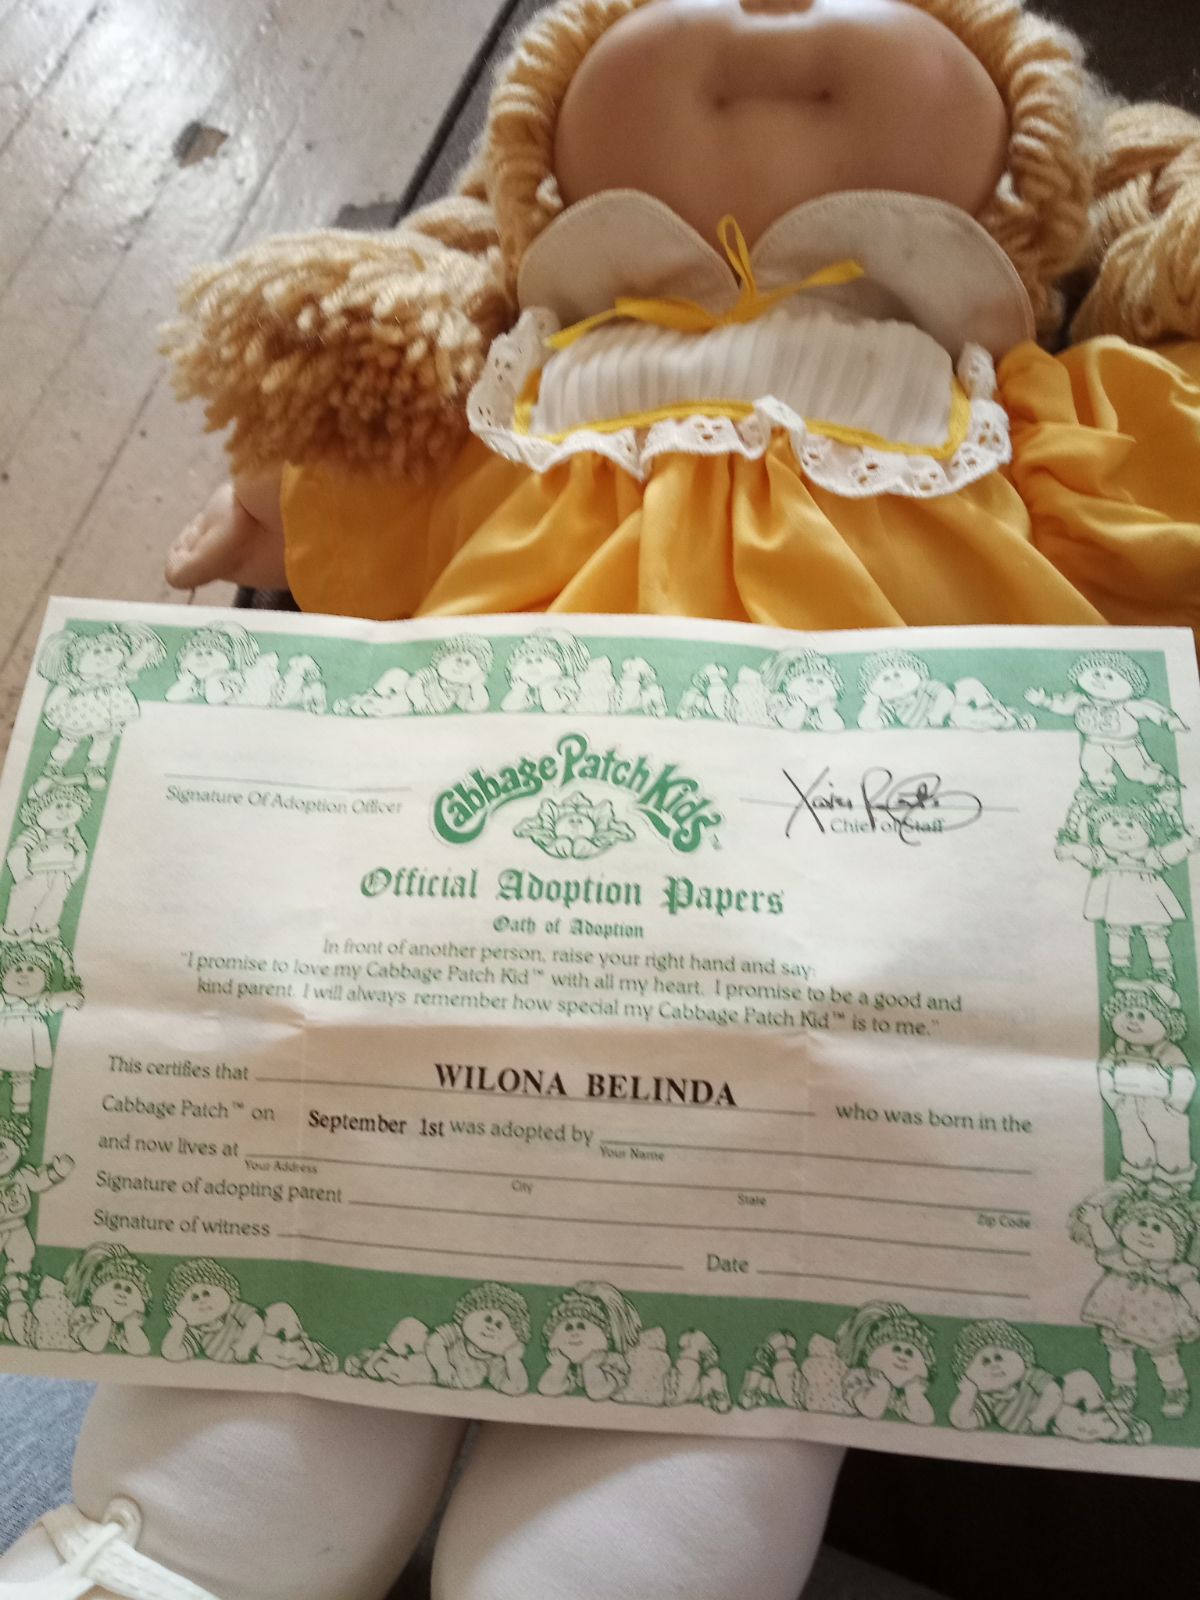 Signature Of Adoption Officer
Cabbage Patch Kids
Chief of Staff
Official Adoption Papers
Oath of Adoption
In front of another person, raise your right hand and say:
"I promise to love my Cabbage Patch Kid™ with all my heart. I promise to be a good and
kind parent. I will always remember how special my Cabbage Patch Kid™ is to me."
This certifies that WILONA BELINDA who was born in the
Cabbage Patch™ on September 1st was adopted by
Your Name
and now lives at
Your Address City State Zip Code
Signature of adopting parent
Signature of witness Date